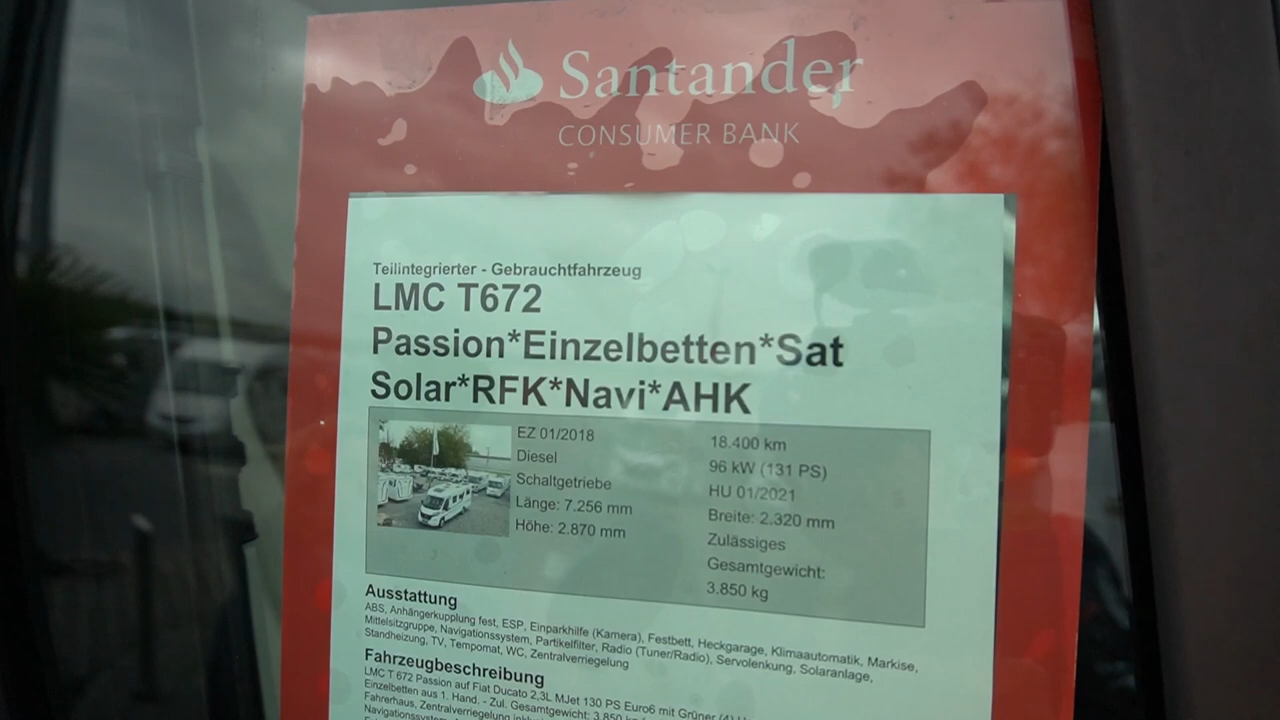 Santander
CONSUMER BANK
Teilintegrierter - Gebrauchtfahrzeug
LMC T672
Passion*Einzelbetten*Sat
Solar*RFK*Navi*AHK
EZ 01/2018
Diesel
Schaltgetriebe
Länge: 7.256 mm
Höhe: 2.870 mm
18.400 km
96 kW (131 PS)
HU 01/2021
Breite: 2.320 mm
Zulässiges
Gesamtgewicht:
3.850 kg
Ausstattung
ABS, Anhängerkupplung fest, ESP, Einparkhilfe (Kamera), Festbett, Heckgarage, Klimaautomatik, Markise,
Mittelsitzgruppe, Navigationssystem, Partikelfilter, Radio (Tuner/Radio), Servolenkung, Solaranlage,
Standheizung, TV, Tempomat, WC, Zentralverriegelung
Fahrzeugbeschreibung
LMC T 672 Passion auf Fiat Ducato 2,3L MJet 130 PS Euro6 mit Grüner (4)
Einzelbetten aus 1. Hand. - Zul. Gesamtgewicht: 3.850
Fahrerhaus, Zentralverriegelung